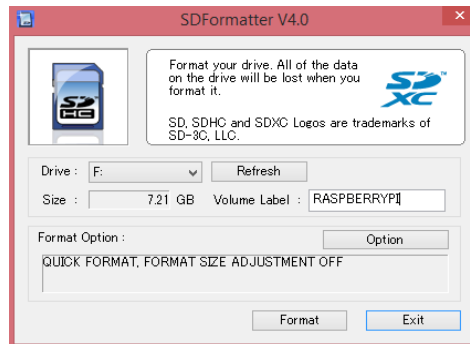 SDFormatter V4.0
Format your drive. All of the data
on the drive will be lost when you
format it.
SD, SDHC and SDXC Logos are trademarks of
SD-3C, LLC.
SD
HC
SD
XC
™
Drive : F: Refresh
Size : 7.21 GB Volume Label : RASPBERRYPI
Format Option : Option
QUICK FORMAT, FORMAT SIZE ADJUSTMENT OFF
Format Exit